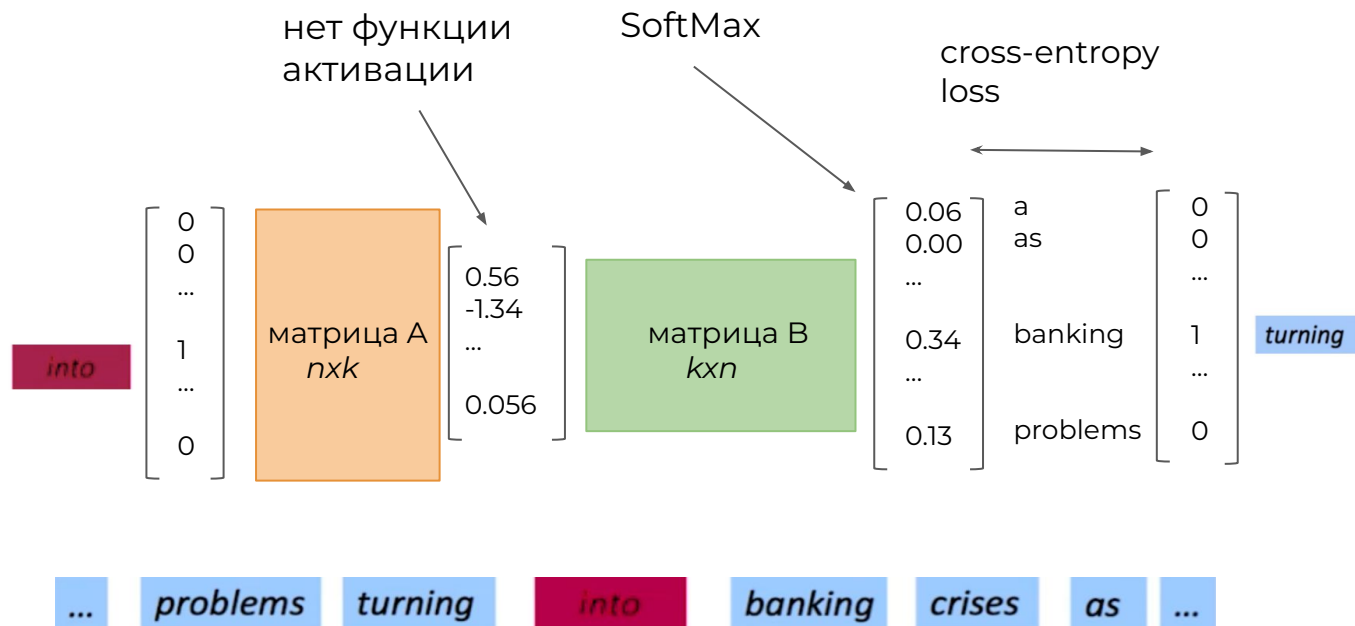 нет функции
активации
SoftMax
cross-entropy
loss
into
0
0
...
1
...
0
матрица А
nxk
0.56
-1.34
...
0.056
матрица В
kxn
0.06
0.00
...
0.34
...
0.13
a
as
banking
problems
0
0
...
1
...
0
turning
... problems turning into banking crises as ...